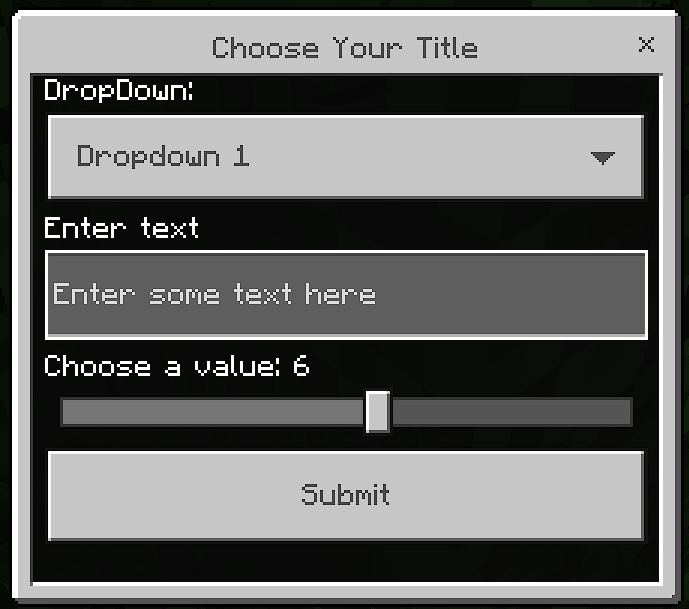 Choose Your Title
x
DropDown:
Dropdown 1
Enter text
Enter some text here
Choose a value: 6
Submit